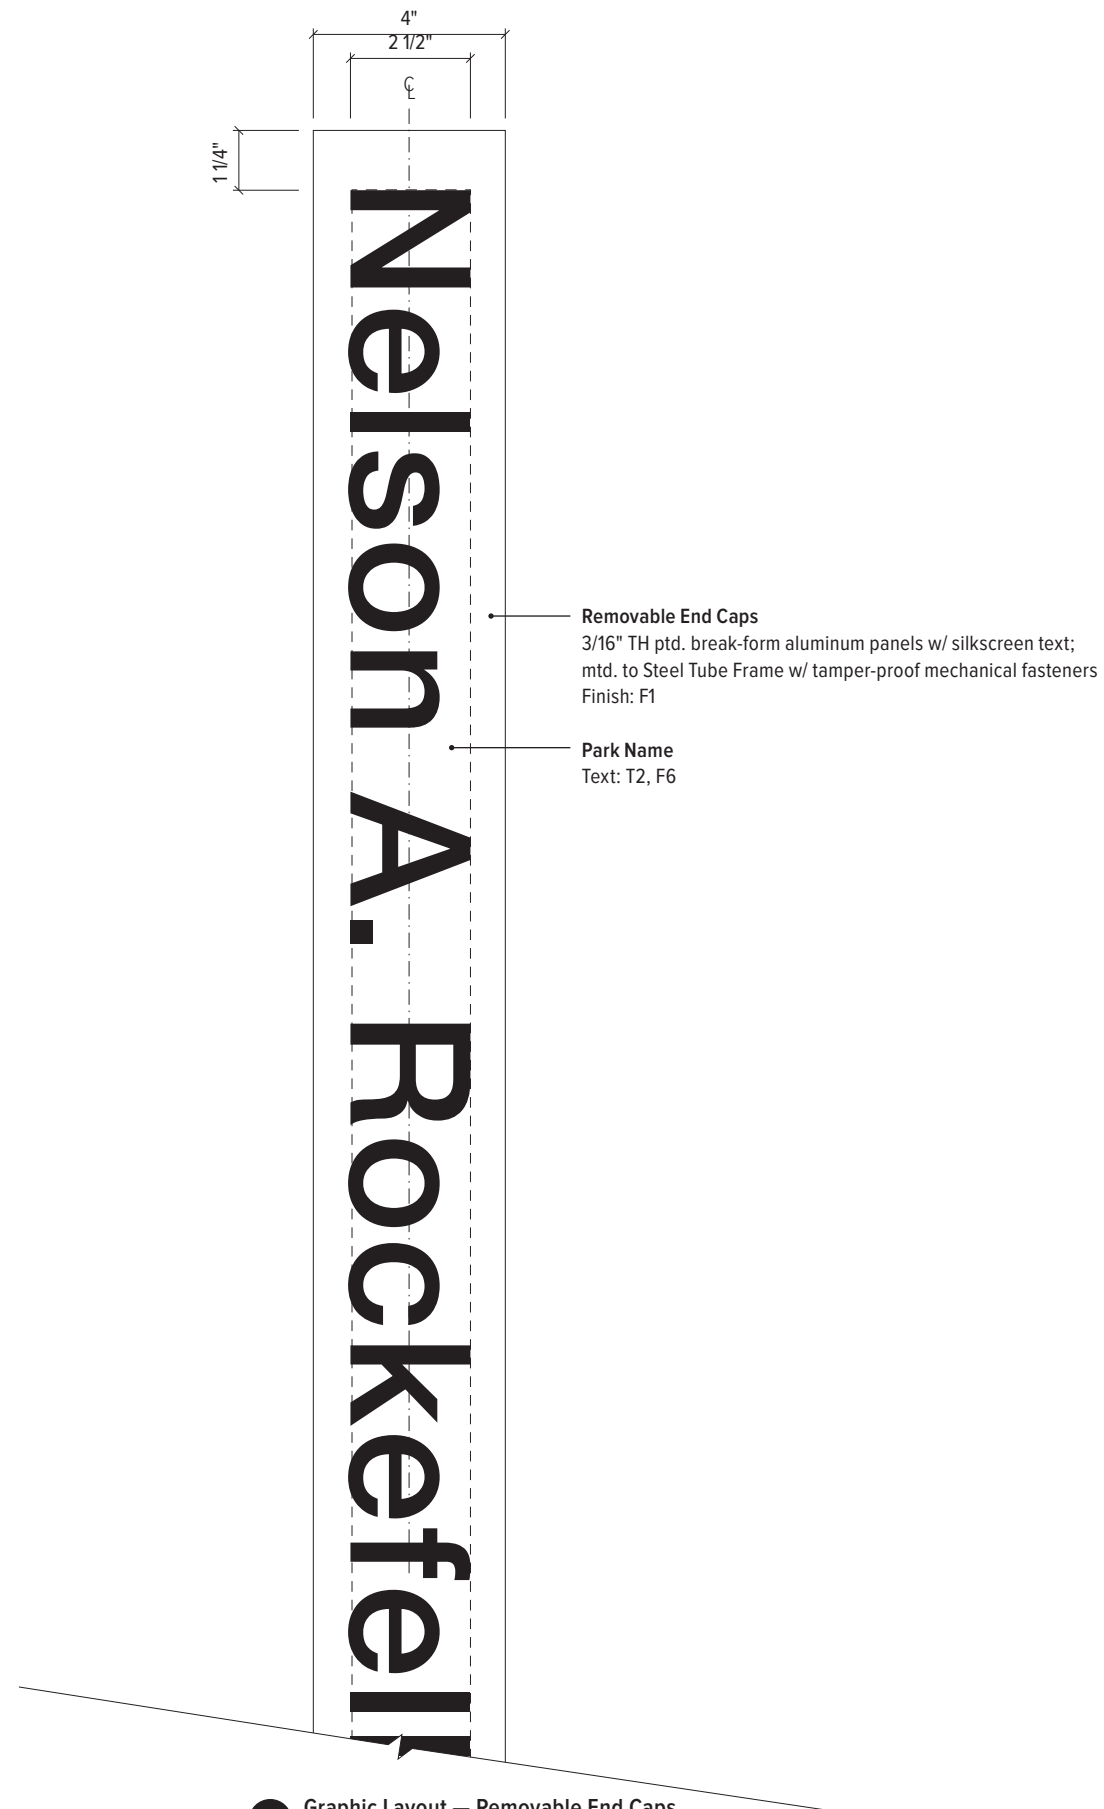 4"
2 1/2"
℄
1 1/4"
Nelson A. Rockefel
Removable End Caps
3/16" TH ptd. break-form aluminum panels w/ silkscreen text;
mtd. to Steel Tube Frame w/ tamper-proof mechanical fasteners
Finish: F1
Park Name
Text: T2, F6
Graphic Layout — Removable End Caps